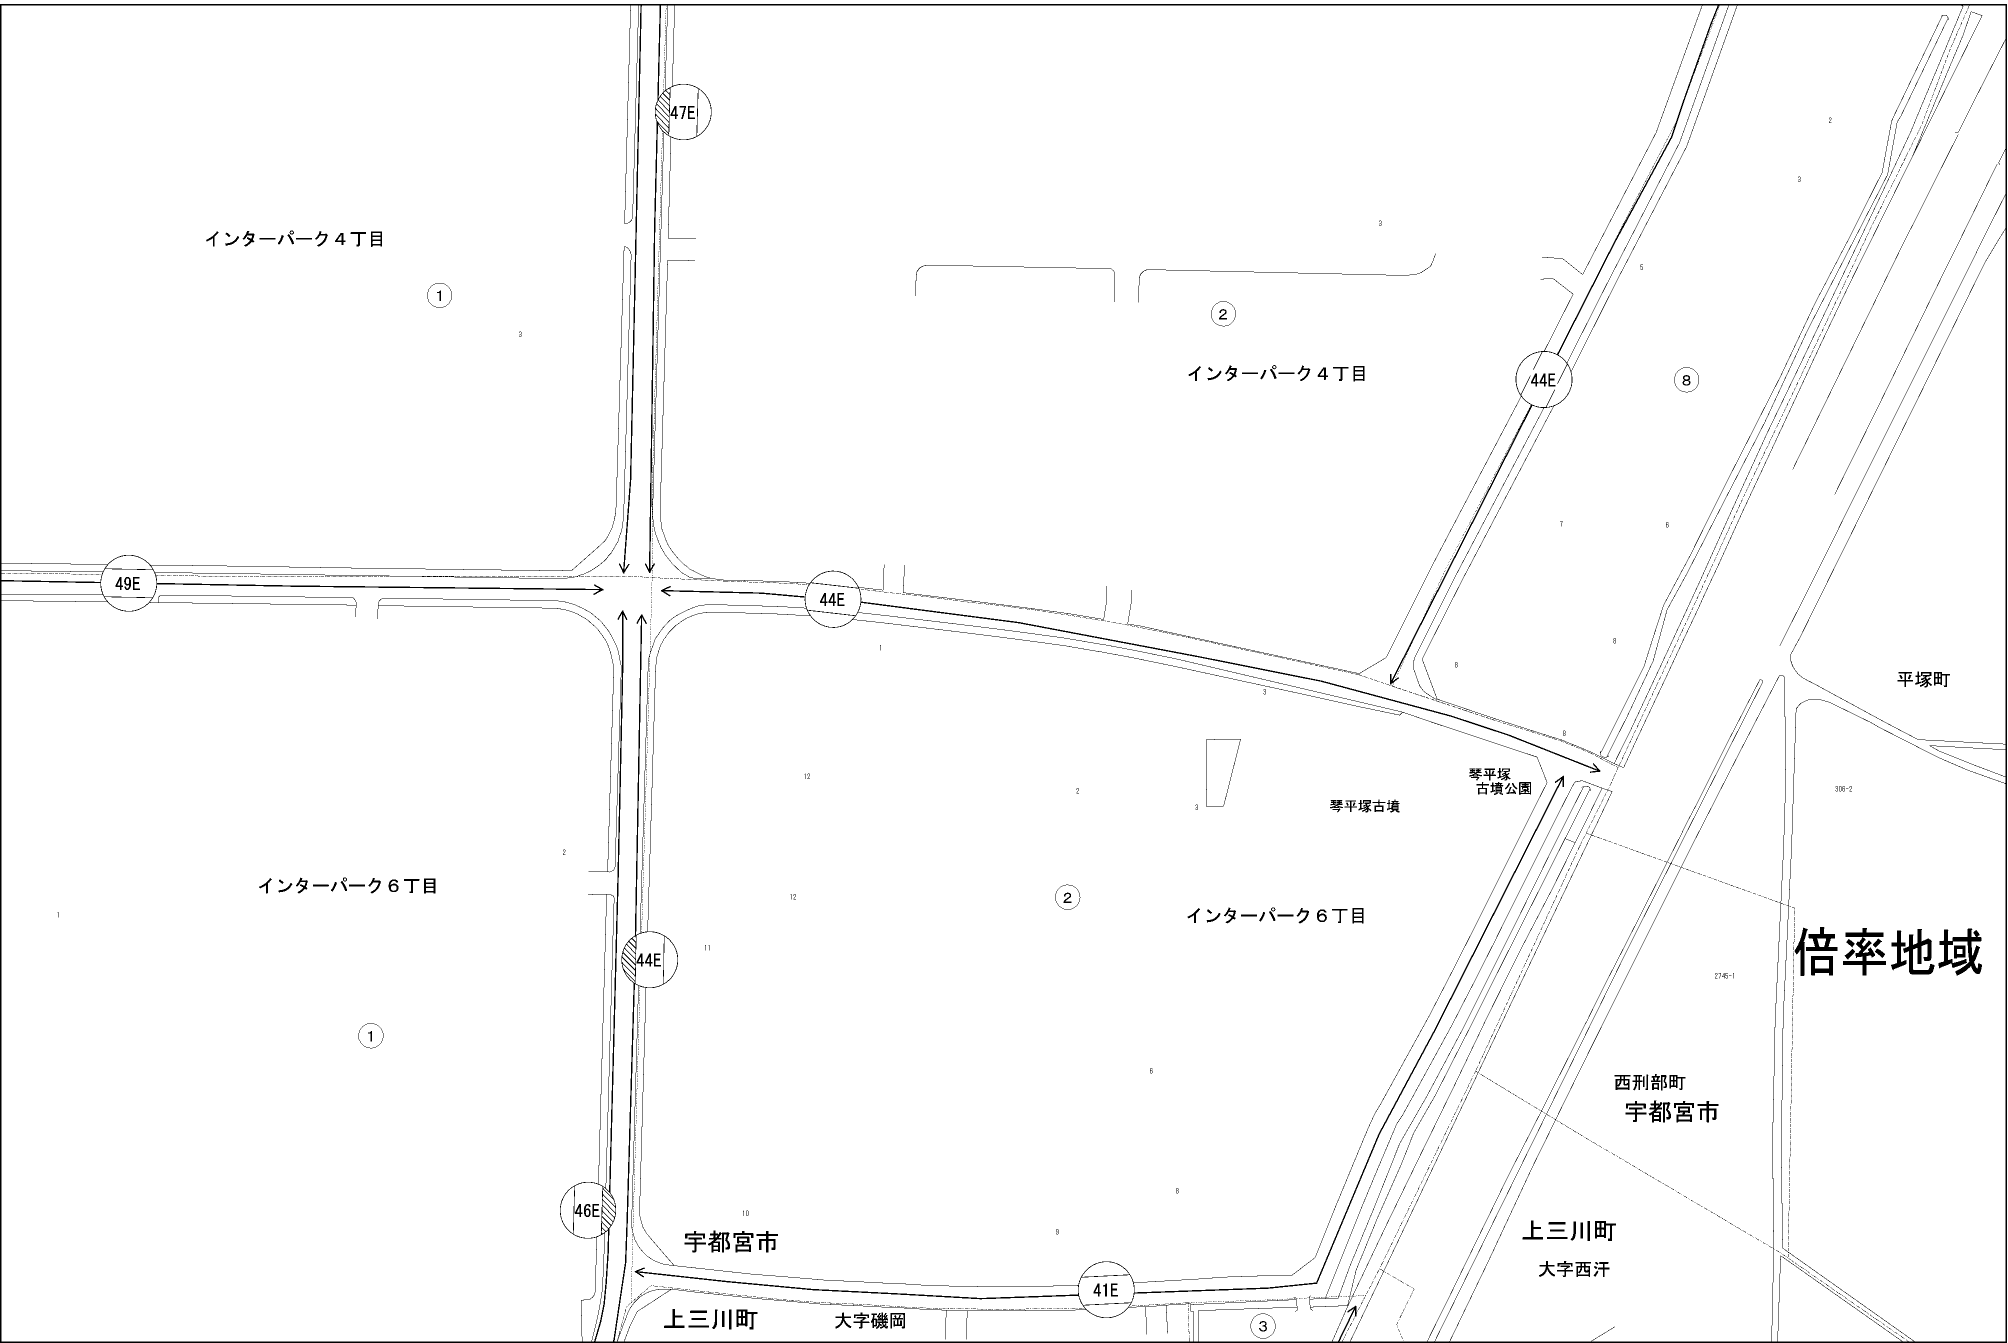 47E
2
3
3
インターパーク４丁目
5
1
2
3
インターパーク４丁目
44E
8
7
6
49E
44E
1
8
8
平塚町
3
8
琴平塚
古墳公園
12
2
306-2
3
琴平塚古墳
2
インターパーク６丁目
12
2
インターパーク６丁目
1
倍率地域
11
44E
2745-1
1
6
西刑部町
宇都宮市
8
46E
10
9
上三川町
宇都宮市
大字西汗
41E
上三川町
大字磯岡
3